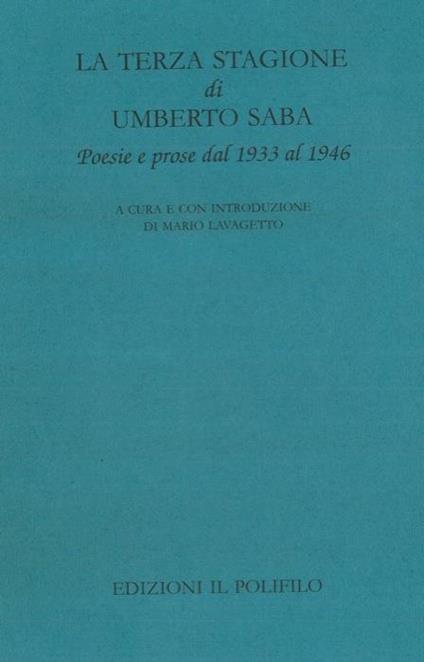 LA TERZA STAGIONE
di
UMBERTO SABA
Poesie e prose dal 1933 al 1946
A CURA E CON INTRODUZIONE
DI MARIO LAVAGETTO
EDIZIONI IL POLIFILO